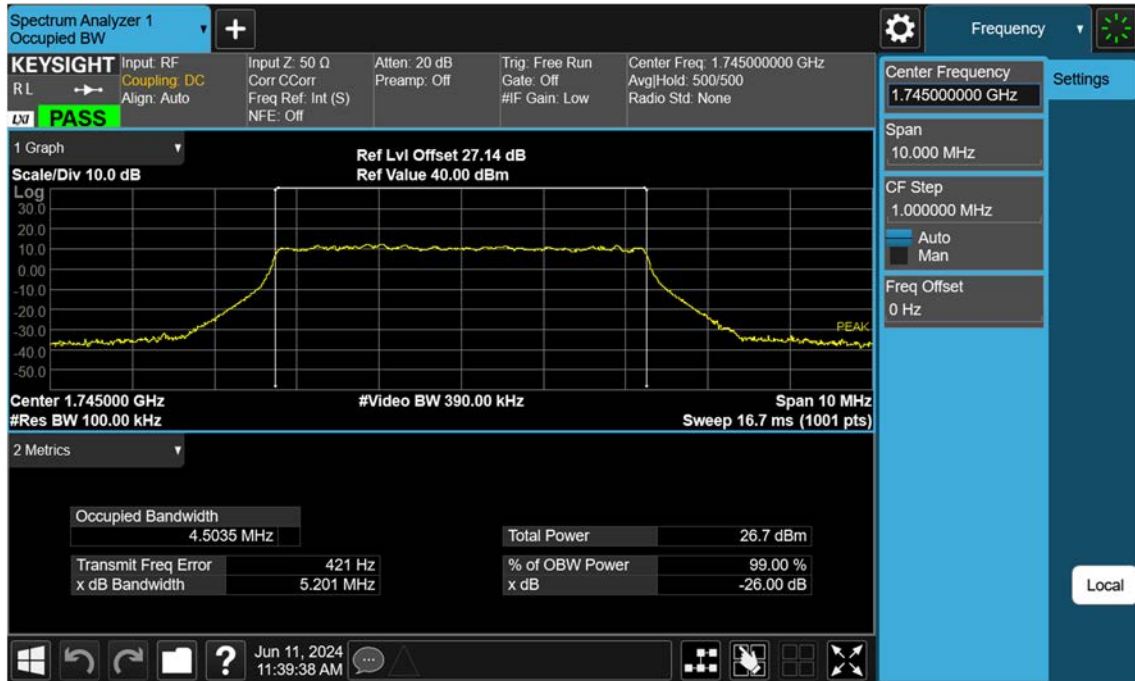 Spectrum Analyzer 1
Occupied BW
+
Frequency
KEYSIGHT
R L
LXI
PASS
Input: RF
Coupling: DC
Align: Auto
Input Z: 50 Ω
Corr CCorr
Freq Ref: Int (S)
NFE: Off
Atten: 20 dB
Preamp: Off
Trig: Free Run
Gate: Off
#IF Gain: Low
Center Freq: 1.745000000 GHz
Avg|Hold: 500/500
Radio Std: None
Center Frequency
1.745000000 GHz
Settings
Span
10.000 MHz
CF Step
1.000000 MHz
Auto
Man
Freq Offset
0 Hz
Local
1 Graph
Scale/Div 10.0 dB
Ref Lvl Offset 27.14 dB
Ref Value 40.00 dBm
Log
30.0
20.0
10.0
0.00
-10.0
-20.0
-30.0
-40.0
-50.0
PEAK
Center 1.745000 GHz
#Video BW 390.00 kHz
Span 10 MHz
#Res BW 100.00 kHz
Sweep 16.7 ms (1001 pts)
2 Metrics
Occupied Bandwidth
4.5035 MHz
Total Power 26.7 dBm
Transmit Freq Error 421 Hz
% of OBW Power 99.00 %
x dB Bandwidth 5.201 MHz
x dB -26.00 dB
?
Jun 11, 2024
11:39:38 AM